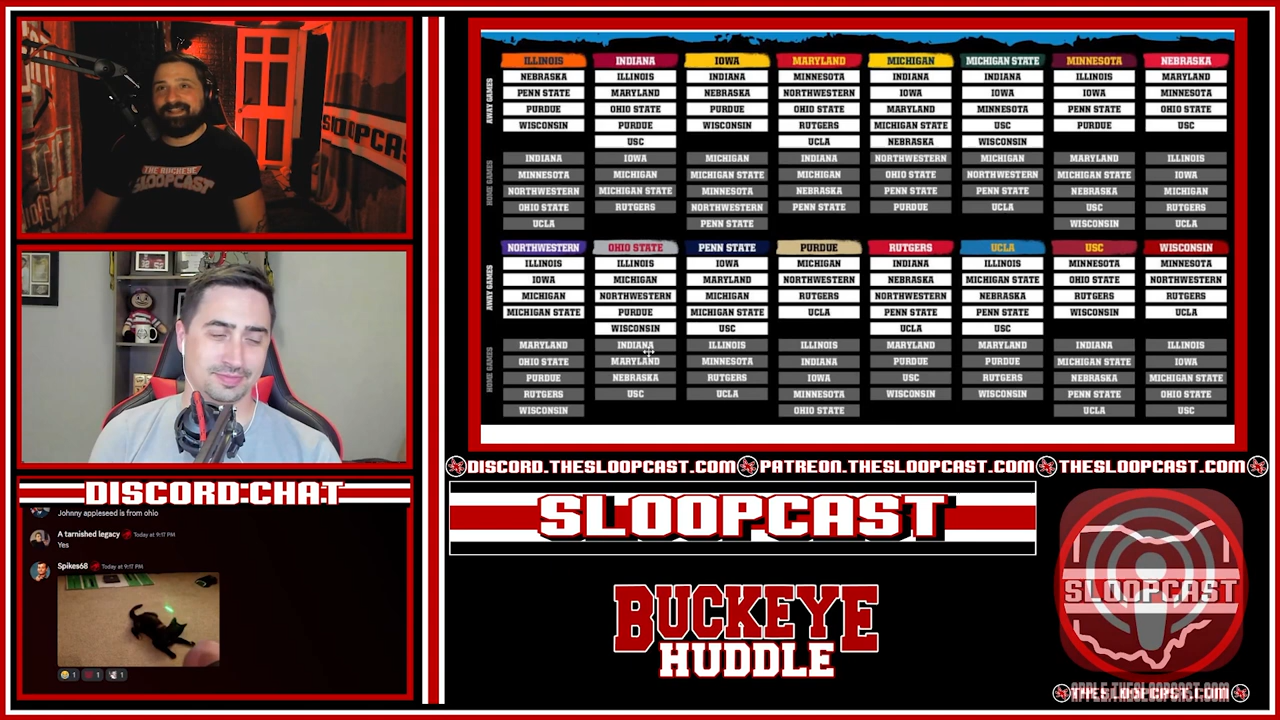 THE BUCKEYE
SLOOPCAST
SLOOPCAS
DISCORD:CHAT
Johnny appleseed is from ohio
A tarnished legacy Today at 9:17 PM
Yes
Spikes68 Today at 9:17 PM
1 1 1
ILLINOIS INDIANA IOWA MARYLAND MICHIGAN MICHIGAN STATE MINNESOTA NEBRASKA
AWAY GAMES
NEBRASKA ILLINOIS INDIANA MINNESOTA INDIANA INDIANA ILLINOIS MARYLAND
PENN STATE MARYLAND NEBRASKA NORTHWESTERN IOWA IOWA IOWA MINNESOTA
PURDUE OHIO STATE PURDUE OHIO STATE MARYLAND MINNESOTA PENN STATE OHIO STATE
WISCONSIN PURDUE WISCONSIN RUTGERS MICHIGAN STATE USC PURDUE USC
USC UCLA NEBRASKA WISCONSIN
HOME GAMES
INDIANA IOWA MICHIGAN INDIANA NORTHWESTERN MICHIGAN MARYLAND ILLINOIS
MINNESOTA MICHIGAN MICHIGAN STATE MICHIGAN OHIO STATE NORTHWESTERN MICHIGAN STATE IOWA
NORTHWESTERN MICHIGAN STATE MINNESOTA NEBRASKA PENN STATE PENN STATE NEBRASKA MICHIGAN
OHIO STATE RUTGERS NORTHWESTERN PENN STATE PURDUE UCLA USC RUTGERS
UCLA PENN STATE WISCONSIN UCLA
NORTHWESTERN OHIO STATE PENN STATE PURDUE RUTGERS UCLA USC WISCONSIN
AWAY GAMES
ILLINOIS ILLINOIS IOWA MICHIGAN INDIANA ILLINOIS MINNESOTA MINNESOTA
IOWA MICHIGAN MARYLAND NORTHWESTERN NEBRASKA MICHIGAN STATE OHIO STATE NORTHWESTERN
MICHIGAN NORTHWESTERN MICHIGAN RUTGERS NORTHWESTERN NEBRASKA RUTGERS RUTGERS
MICHIGAN STATE PURDUE MICHIGAN STATE UCLA PENN STATE PENN STATE WISCONSIN UCLA
WISCONSIN USC UCLA USC
HOME GAMES
MARYLAND INDIANA ILLINOIS ILLINOIS MARYLAND MARYLAND IOWA ILLINOIS
OHIO STATE MARYLAND MINNESOTA INDIANA PURDUE PURDUE MICHIGAN STATE IOWA
PURDUE NEBRASKA RUTGERS IOWA USC RUTGERS NEBRASKA MICHIGAN STATE
RUTGERS USC UCLA MINNESOTA WISCONSIN WISCONSIN PENN STATE OHIO STATE
WISCONSIN OHIO STATE UCLA USC
DISCORD.THESLOOPCAST.COM PATREON.THESLOOPCAST.COM THESLOOPCAST.COM
SLOOPCAST
BUCKEYE
HUDDLE
SLOOPCAST
APPLE.THESLOOPCAST.COM
THESLOOPCAST.COM